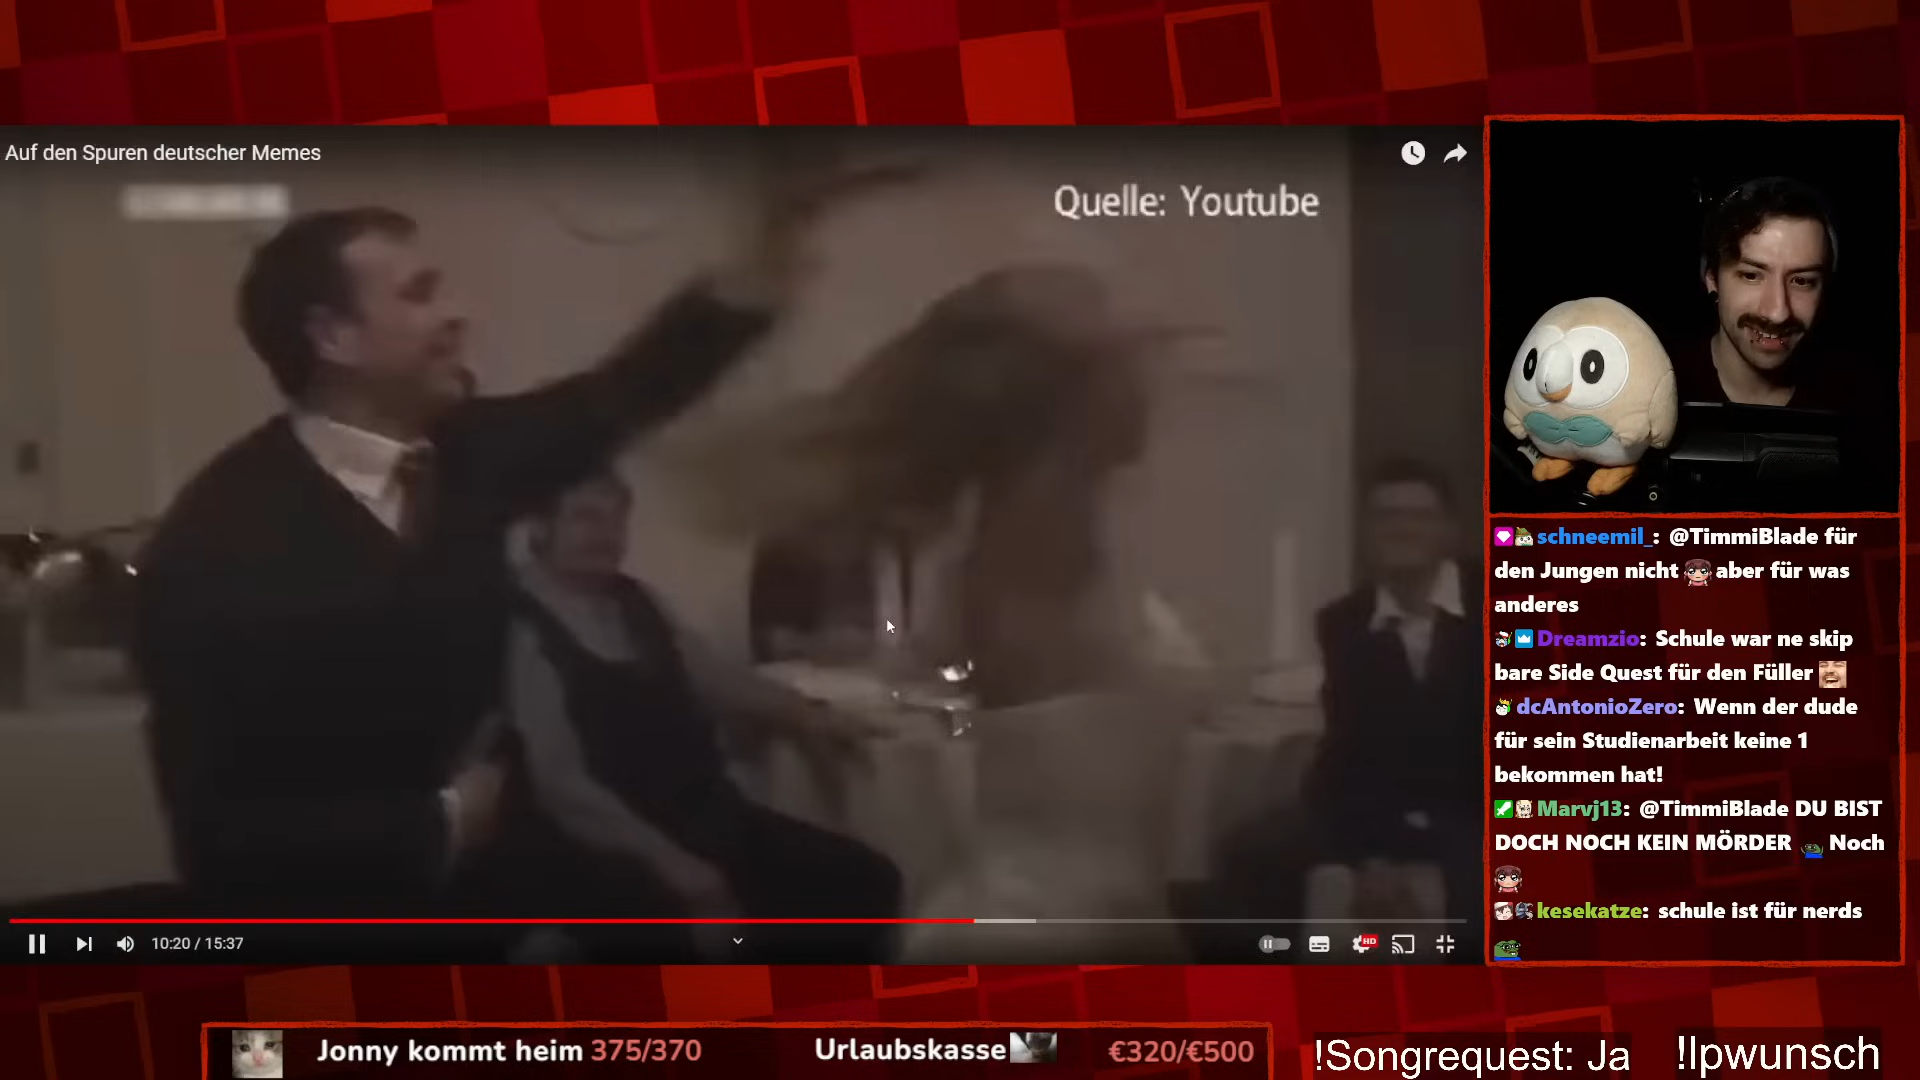 Auf den Spuren deutscher Memes
Quelle: Youtube
schneemil_: @TimmiBlade für
den Jungen nicht aber für was
anderes
Dreamzio: Schule war ne skip
bare Side Quest für den Füller
dcAntonioZero: Wenn der dude
für sein Studienarbeit keine 1
bekommen hat!
Marvj13: @TimmiBlade DU BIST
DOCH NOCH KEIN MÖRDER Noch
kesekatze: schule ist für nerds
10:20 / 15:37
HD
Jonny kommt heim 375/370
Urlaubskasse €320/€500
!Songrequest: Ja
!lpwunsch